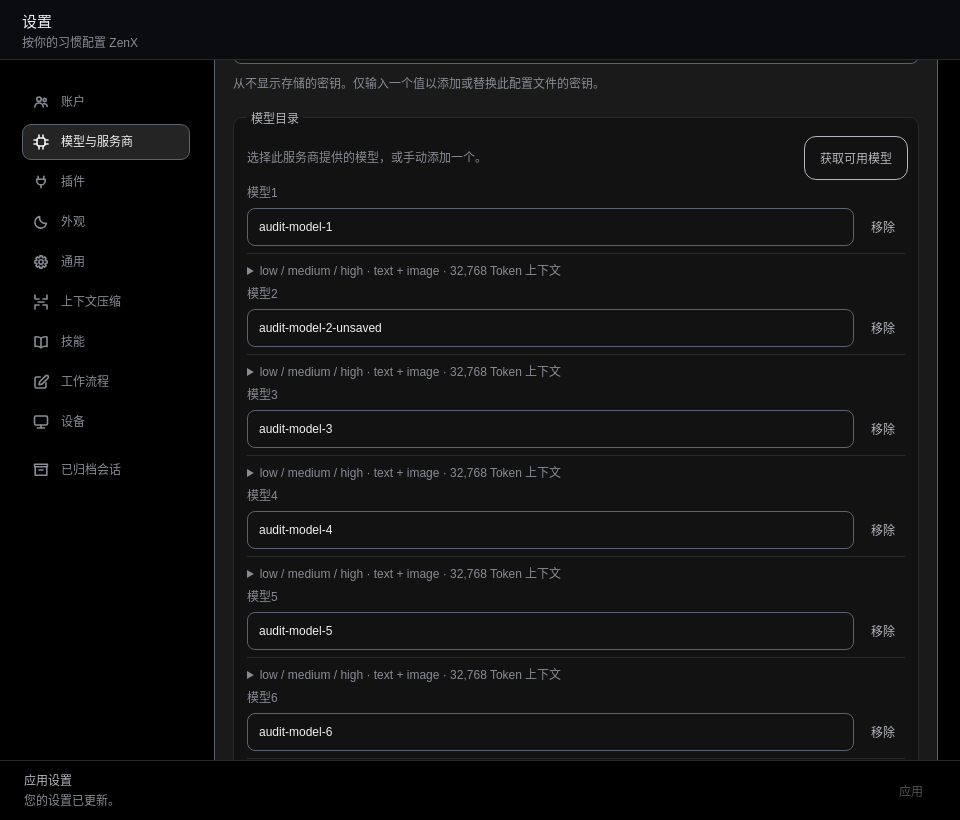 设置
按你的习惯配置 ZenX
账户
模型与服务商
插件
外观
通用
上下文压缩
技能
工作流程
设备
已归档会话
从不显示存储的密钥。仅输入一个值以添加或替换此配置文件的密钥。
模型目录
选择此服务商提供的模型，或手动添加一个。
获取可用模型
模型1
audit-model-1
移除
low / medium / high · text + image · 32,768 Token 上下文
模型2
audit-model-2-unsaved
移除
low / medium / high · text + image · 32,768 Token 上下文
模型3
audit-model-3
移除
low / medium / high · text + image · 32,768 Token 上下文
模型4
audit-model-4
移除
low / medium / high · text + image · 32,768 Token 上下文
模型5
audit-model-5
移除
low / medium / high · text + image · 32,768 Token 上下文
模型6
audit-model-6
移除
应用设置
您的设置已更新。
应用